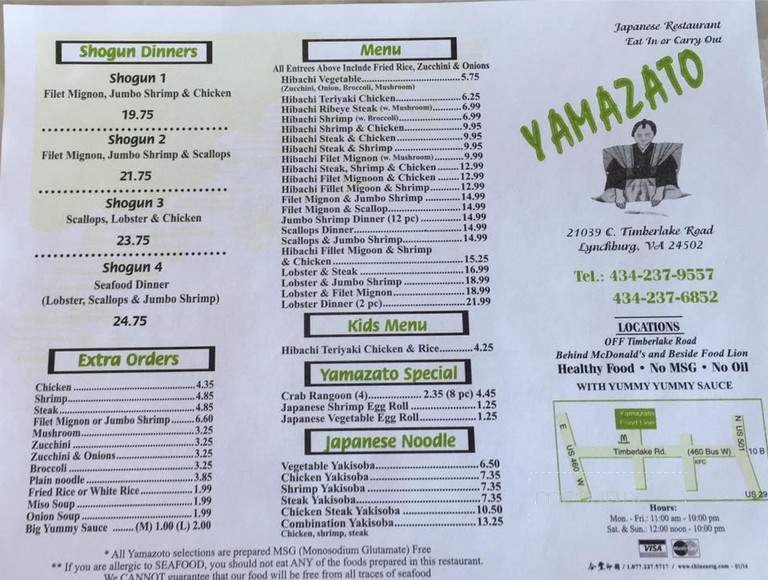 Shogun Dinners
Shogun 1
Filet Mignon, Jumbo Shrimp & Chicken
19.75
Shogun 2
Filet Mignon, Jumbo Shrimp & Scallops
21.75
Shogun 3
Scallops, Lobster & Chicken
23.75
Shogun 4
Seafood Dinner
(Lobster, Scallops & Jumbo Shrimp)
24.75
Extra Orders
Chicken 4.35
Shrimp 4.85
Steak 4.85
Filet Mignon or Jumbo Shrimp 6.60
Mushroom 3.25
Zucchini 3.25
Zucchini & Onions 3.25
Broccoli 3.25
Plain noodle 3.85
Fried Rice or White Rice 1.99
Miso Soup 1.99
Onion Soup 1.99
Big Yummy Sauce (M) 1.00 (L) 2.00
Menu
All Entrees Above Include Fried Rice, Zucchini & Onions
Hibachi Vegetable 5.75
(Zucchini, Onion, Broccoli, Mushroom)
Hibachi Teriyaki Chicken 6.25
Hibachi Ribeye Steak (w. Mushroom) 6.99
Hibachi Shrimp (w. Broccoli) 6.99
Hibachi Shrimp & Chicken 9.95
Hibachi Steak & Chicken 9.95
Hibachi Steak & Shrimp 9.95
Hibachi Filet Mignon (w. Mushroom) 9.99
Hibachi Steak, Shrimp & Chicken 12.99
Hibachi Filet Mignoon & Chicken 12.99
Hibachi Fillet Migoon & Shrimp 12.99
Filet Mignon & Jumbo Shrimp 14.99
Filet Mignon & Scallop 14.99
Jumbo Shrimp Dinner (12 pc) 14.99
Scallops Dinner 14.99
Scallops & Jumbo Shrimp 14.99
Hibachi Fillet Migoon & Shrimp
& Chicken 15.25
Lobster & Steak 16.99
Lobster & Jumbo Shrimp 18.99
Lobster & Filet Mignon 18.99
Lobster Dinner (2 pc) 21.99
Kids Menu
Hibachi Teriyaki Chicken & Rice 4.25
Yamazato Special
Crab Rangoon (4) 2.35 (8 pc) 4.45
Japanese Shrimp Egg Roll 1.25
Japanese Vegetable Egg Roll 1.25
Japanese Noodle
Vegetable Yakisoba 6.50
Chicken Yakisoba 7.35
Shrimp Yakisoba 7.35
Steak Yakisoba 7.35
Chicken Steak Yakisoba 10.50
Combination Yakisoba 13.25
Chicken, shrimp, steak
* All Yamazato selections are prepared MSG (Monosodium Glutamate) Free
** If you are allergic to SEAFOOD, you should not eat ANY of the foods prepared in this restaurant.
We CANNOT guarantee that our food will be free from all traces of seafood
Japanese Restaurant
Eat In or Carry Out
YAMAZATO
21039 C. Timberlake Road
Lynchburg, VA 24502
Tel.: 434-237-9557
434-237-6852
LOCATIONS
OFF Timberlake Road
Behind McDonald's and Beside Food Lion
Healthy Food • No MSG • No Oil
WITH YUMMY YUMMY SAUCE
Yamazato
Food Lion
E US 460 W
Timberlake Rd.
(460 Bus W)
KFC
N US 501
10 B
US 29
Hours:
Mon. - Fri.: 11:00 am - 10:00 pm
Sat. & Sun.: 12:00 noon - 10:00 pm
VISA MasterCard